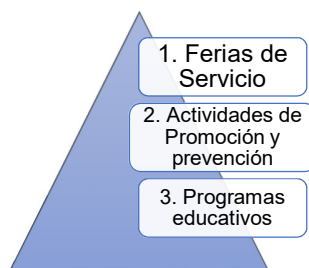 1. Ferias de
Servicio
2. Actividades de
Promoción y
prevención
3. Programas
educativos